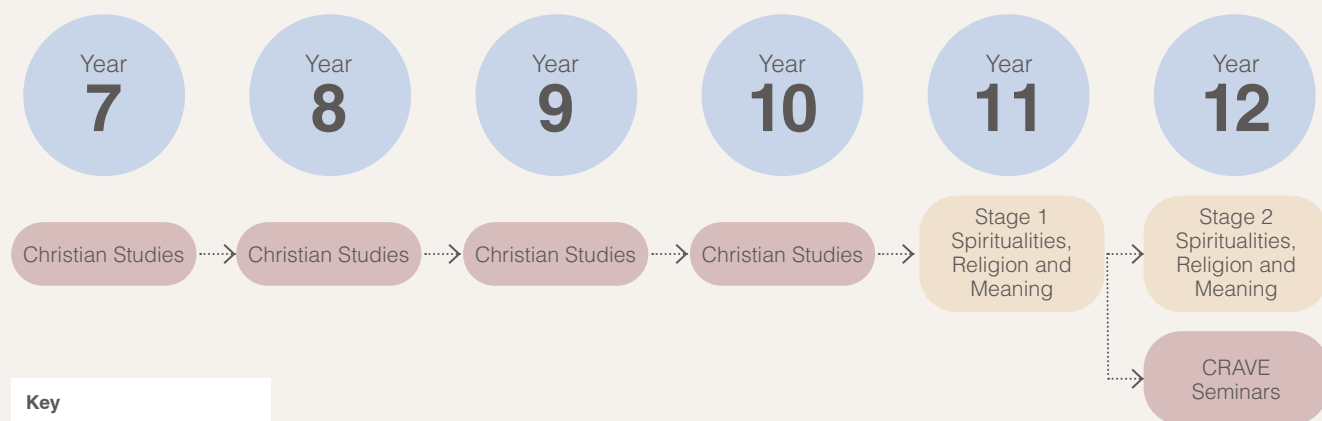 Year
7
Year
8
Year
9
Year
10
Year
11
Year
12
Christian Studies
Christian Studies
Christian Studies
Christian Studies
Stage 1
Spiritualities,
Religion and
Meaning
Stage 2
Spiritualities,
Religion and
Meaning
CRAVE
Seminars
Key